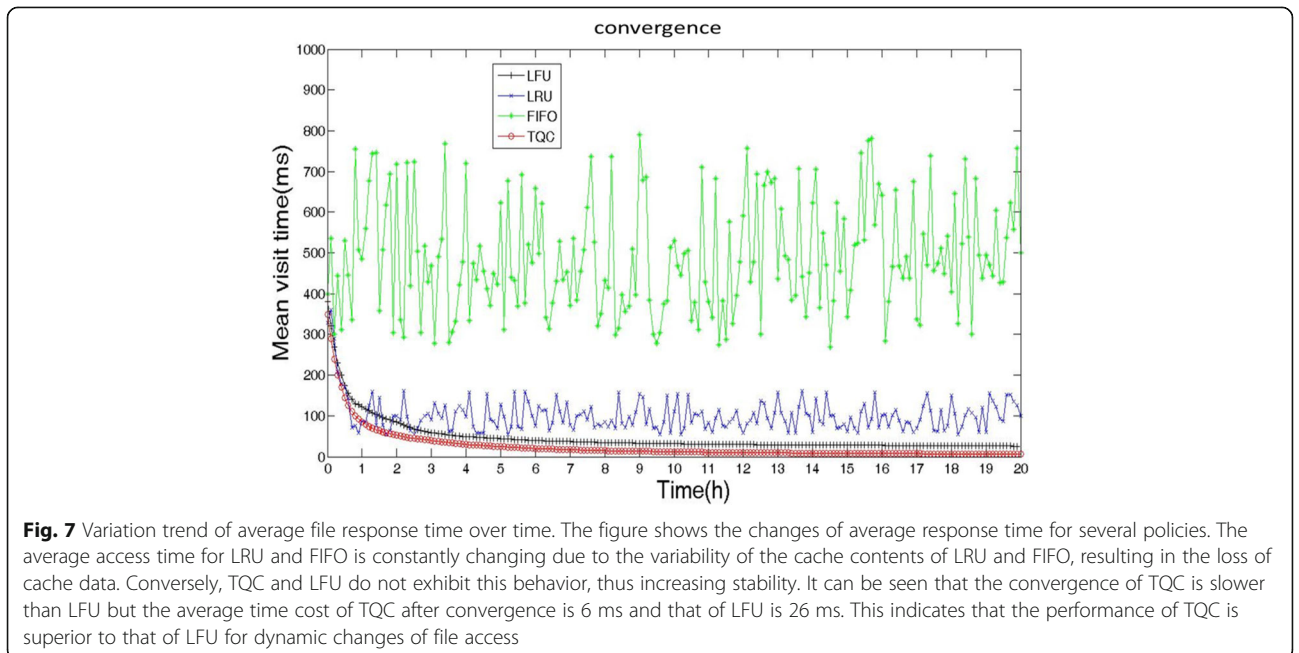 convergence
1000
900
800
700
600
500
400
300
200
100
0
Mean visit time(ms)
LFU
LRU
FIFO
TQC
0 1 2 3 4 5 6 7 8 9 10 11 12 13 14 15 16 17 18 19 20
Time(h)
Fig. 7 Variation trend of average file response time over time. The figure shows the changes of average response time for several policies. The
average access time for LRU and FIFO is constantly changing due to the variability of the cache contents of LRU and FIFO, resulting in the loss of
cache data. Conversely, TQC and LFU do not exhibit this behavior, thus increasing stability. It can be seen that the convergence of TQC is slower
than LFU but the average time cost of TQC after convergence is 6 ms and that of LFU is 26 ms. This indicates that the performance of TQC is
superior to that of LFU for dynamic changes of file access